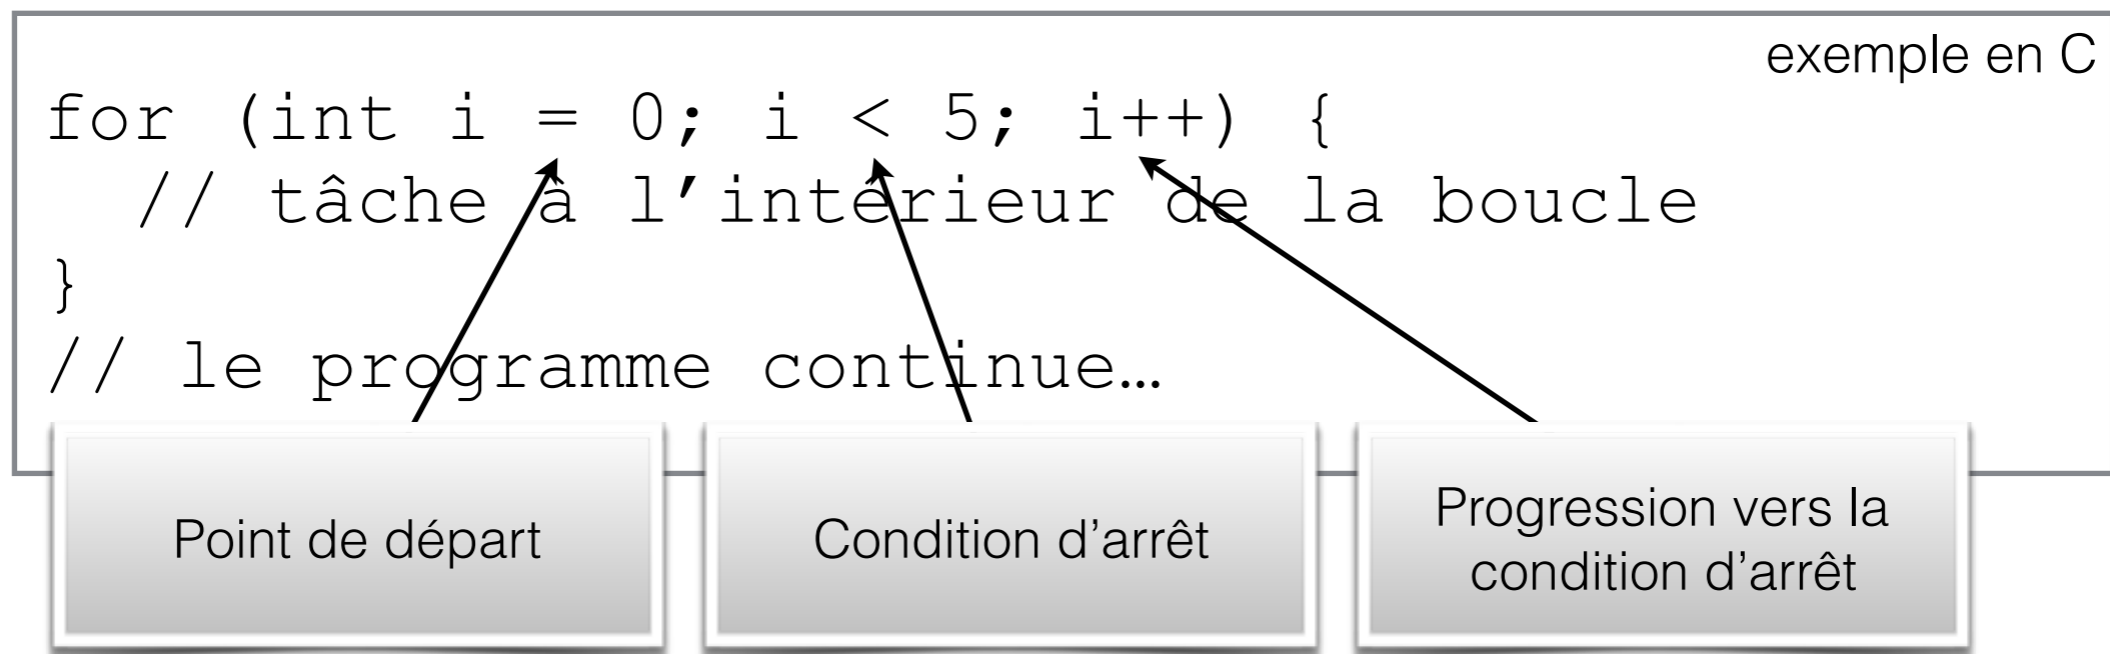 exemple en C
for (int i = 0; i < 5; i++) {
// tâche à l’intérieur de la boucle
}
// le programme continue…
Point de départ
Condition d’arrêt
Progression vers la
condition d’arrêt